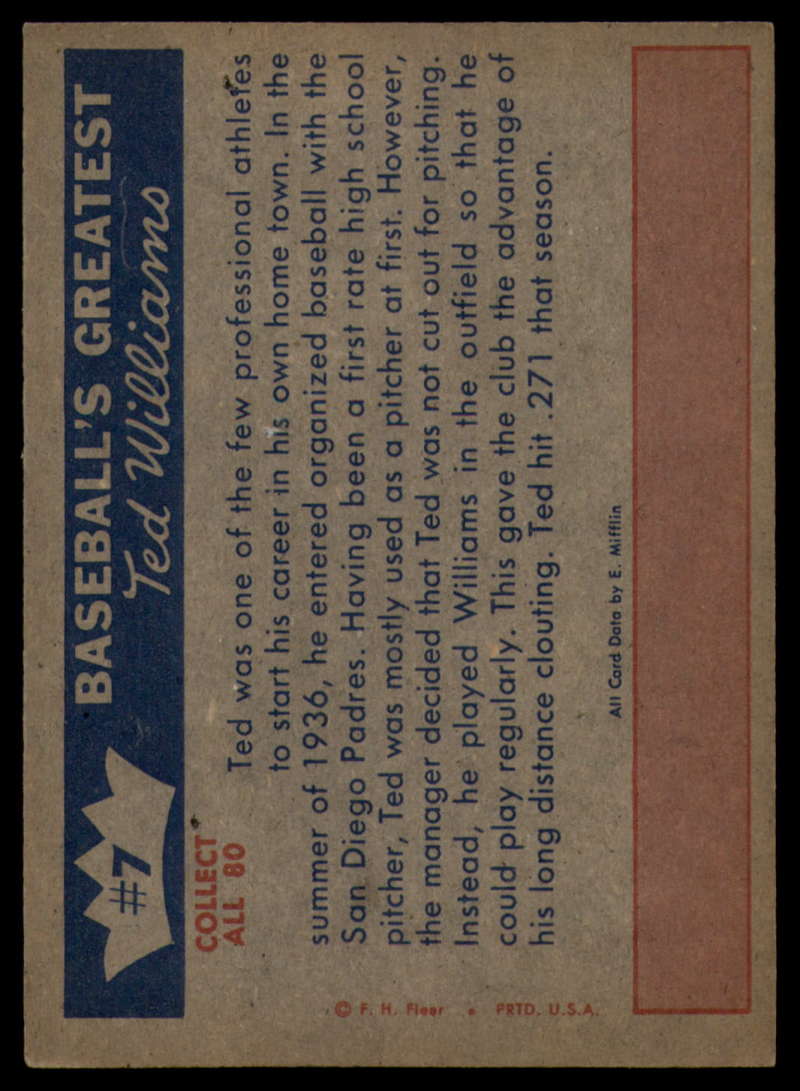 #7
BASEBALL'S GREATEST
Ted Williams
COLLECT
ALL 80
Ted was one of the few professional athletes
to start his career in his own home town. In the
summer of 1936, he entered organized baseball with the
San Diego Padres. Having been a first rate high school
pitcher, Ted was mostly used as a pitcher at first. However,
the manager decided that Ted was not cut out for pitching.
Instead, he played Williams in the outfield so that he
could play regularly. This gave the club the advantage of
his long distance clouting. Ted hit .271 that season.
All Card Data by E. Mifflin
© F. H. Fleer • PRTD. U.S.A.